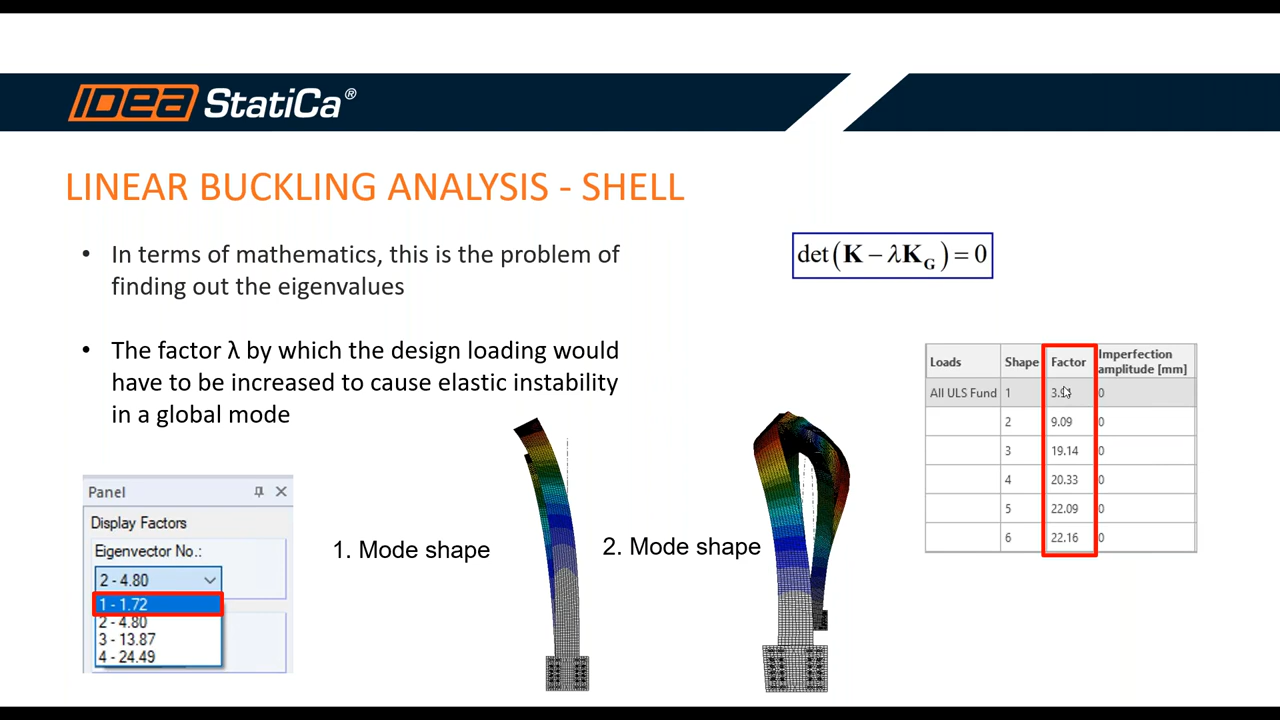 IDEA StatiCa®
LINEAR BUCKLING ANALYSIS - SHELL
• In terms of mathematics, this is the problem of
finding out the eigenvalues
det(K − λK_G) = 0
• The factor λ by which the design loading would
have to be increased to cause elastic instability
in a global mode
Loads Shape Factor Imperfection
amplitude [mm]
All ULS Fund 1 0
2 9.09 0
3 19.14 0
4 20.33 0
5 22.09 0
6 22.16 0
Panel
Display Factors
Eigenvector No.:
2 - 4.80
1 - 1.72
2 - 4.80
3 - 13.87
4 - 24.49
1. Mode shape
2. Mode shape